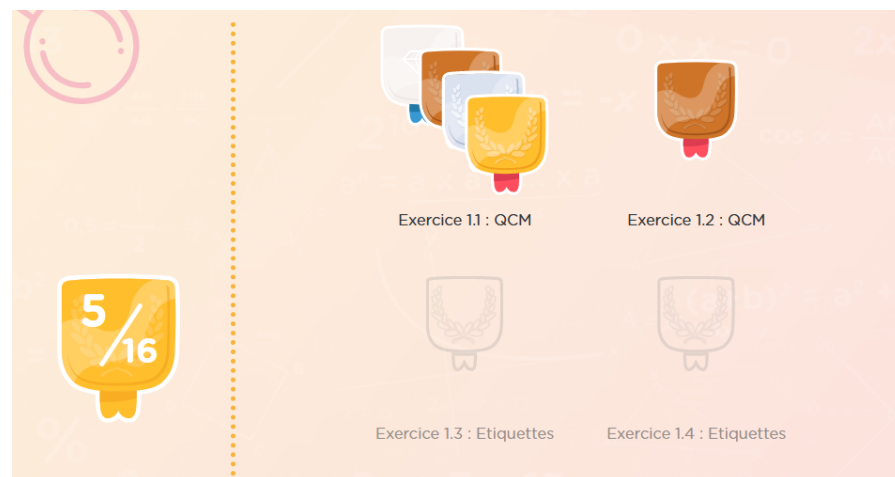 5/16
Exercice 1.1 : QCM
Exercice 1.2 : QCM
Exercice 1.3 : Etiquettes
Exercice 1.4 : Etiquettes